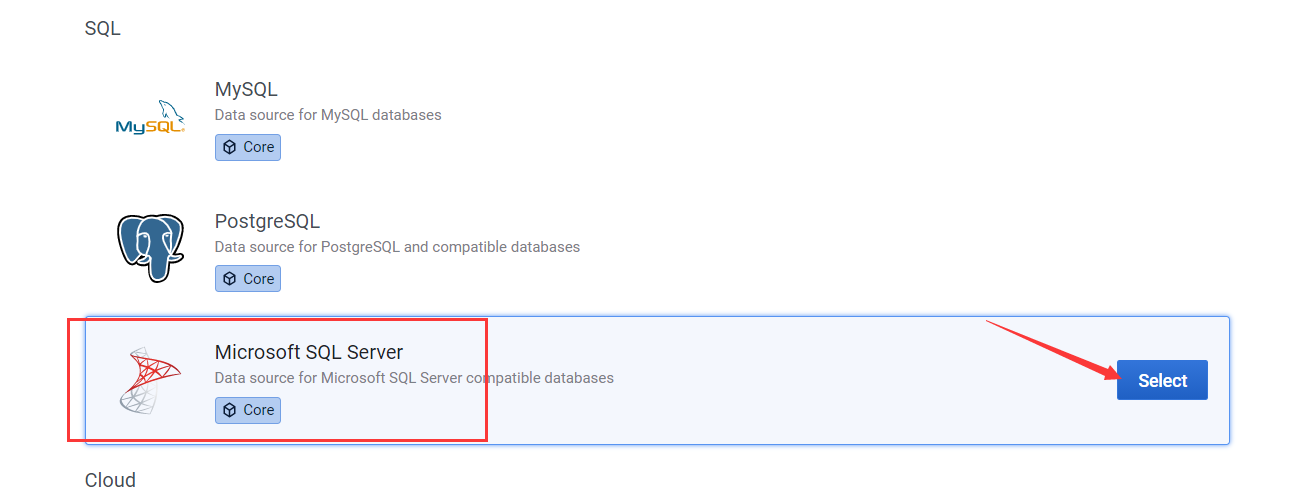 SQL
MySQL
Data source for MySQL databases
MySQL
Core
PostgreSQL
Data source for PostgreSQL and compatible databases
Core
Microsoft SQL Server
Data source for Microsoft SQL Server compatible databases
Select
Core
Cloud